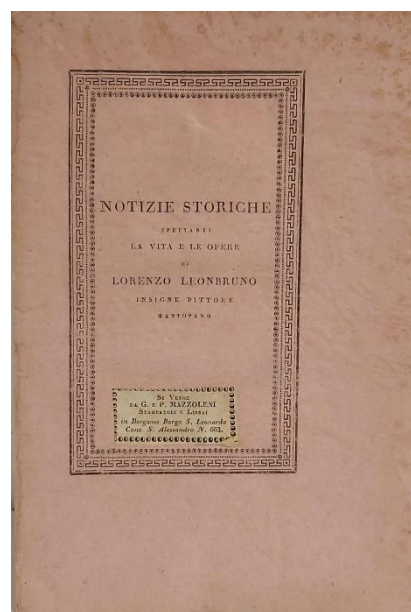 NOTIZIE STORICHE
SPETTANTI
LA VITA E LE OPERE
DI
LORENZO LEONBRUNO
INSIGNE PITTORE
MANTOVANO
SI VENDE
DA G. E P. MAZZOLENI
STAMPATORI E LIBRAI
in Bergamo Borgo S. Leonardo
Cont. S. Alessandro N. 661.